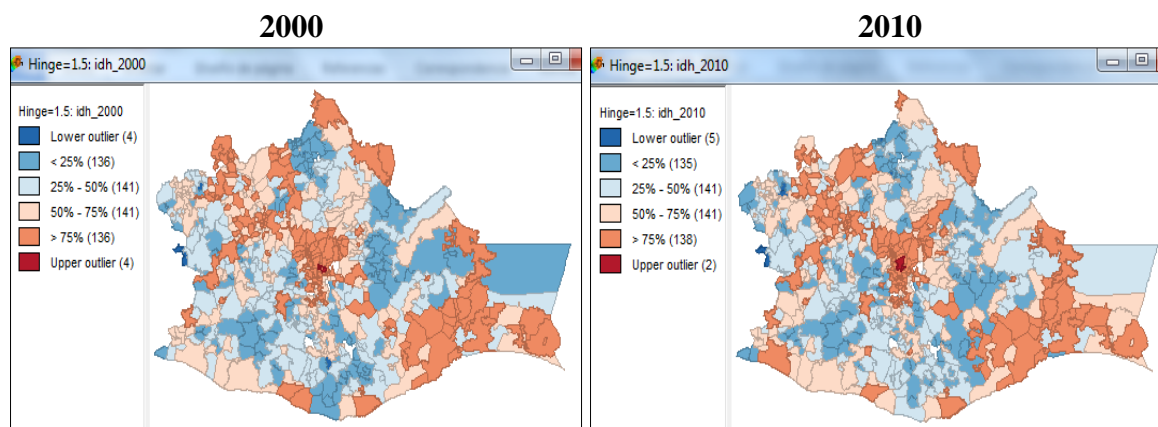 2000
2010
Hinge=1.5: idh_2000
Hinge=1.5: idh_2000
Lower outlier (4)
< 25% (136)
25% - 50% (141)
50% - 75% (141)
> 75% (136)
Upper outlier (4)
Hinge=1.5: idh_2010
Hinge=1.5: idh_2010
Lower outlier (5)
< 25% (135)
25% - 50% (141)
50% - 75% (141)
> 75% (138)
Upper outlier (2)